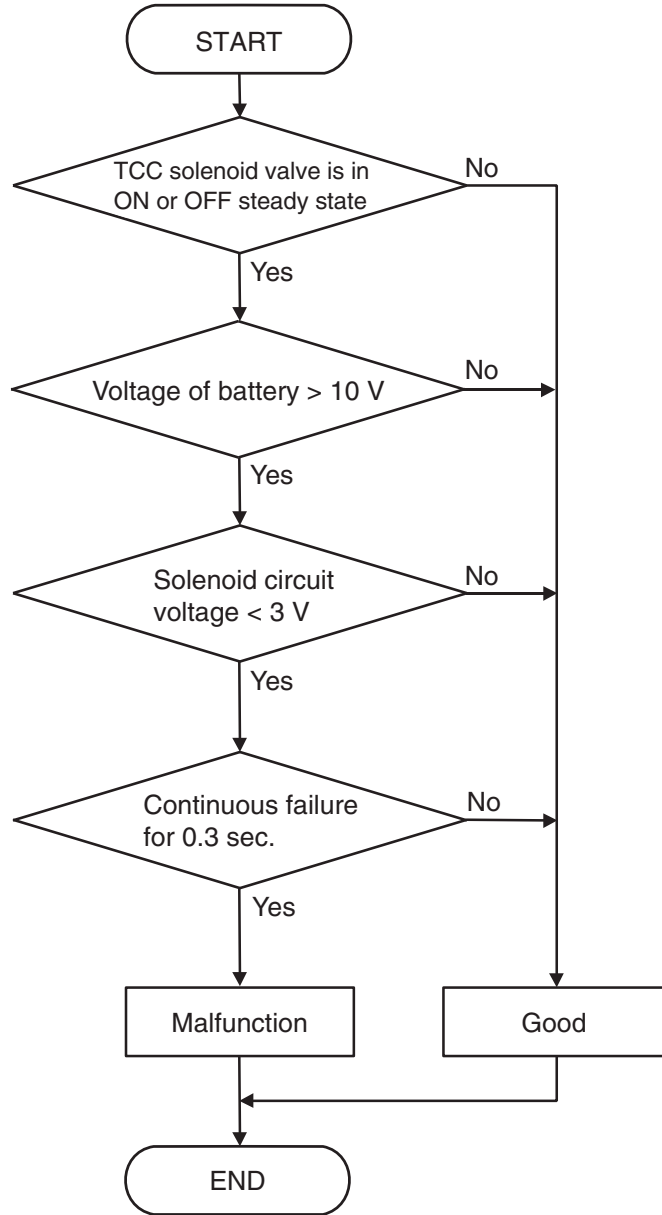 START
TCC solenoid valve is in
ON or OFF steady state
No
Yes
Voltage of battery > 10 V
No
Yes
Solenoid circuit
voltage < 3 V
No
Yes
Continuous failure
for 0.3 sec.
No
Yes
Malfunction
Good
END